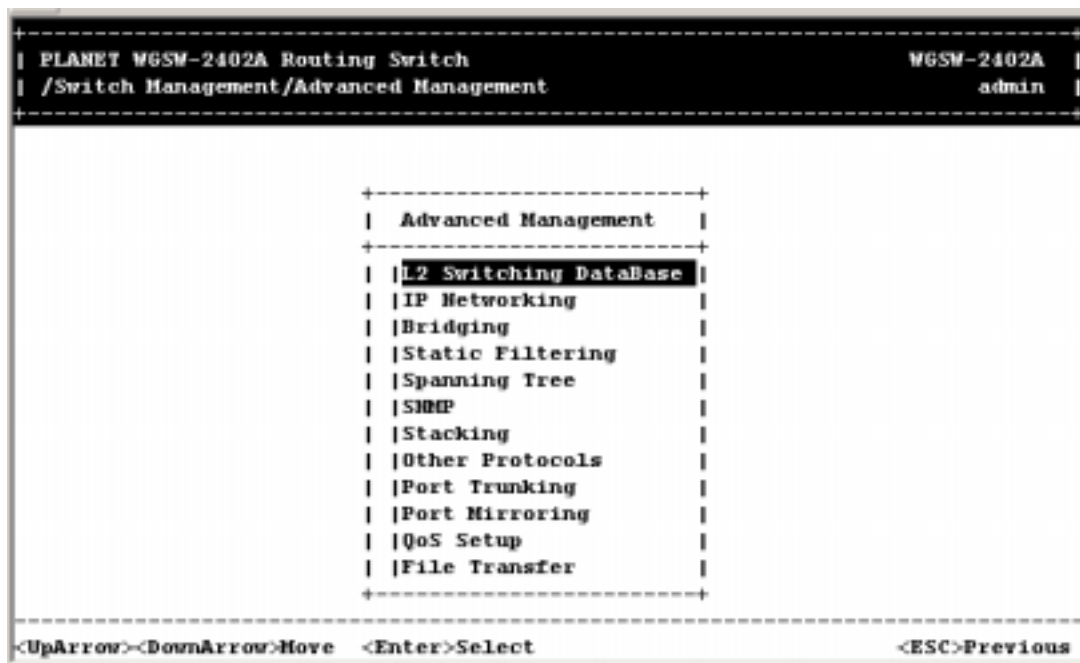 PLANET WGSW-2402A Routing Switch WGSW-2402A
/Switch Management/Advanced Management admin
Advanced Management
L2 Switching DataBase
IP Networking
Bridging
Static Filtering
Spanning Tree
SNMP
Stacking
Other Protocols
Port Trunking
Port Mirroring
QoS Setup
File Transfer
<UpArrow><DownArrow>Move <Enter>Select <ESC>Previous